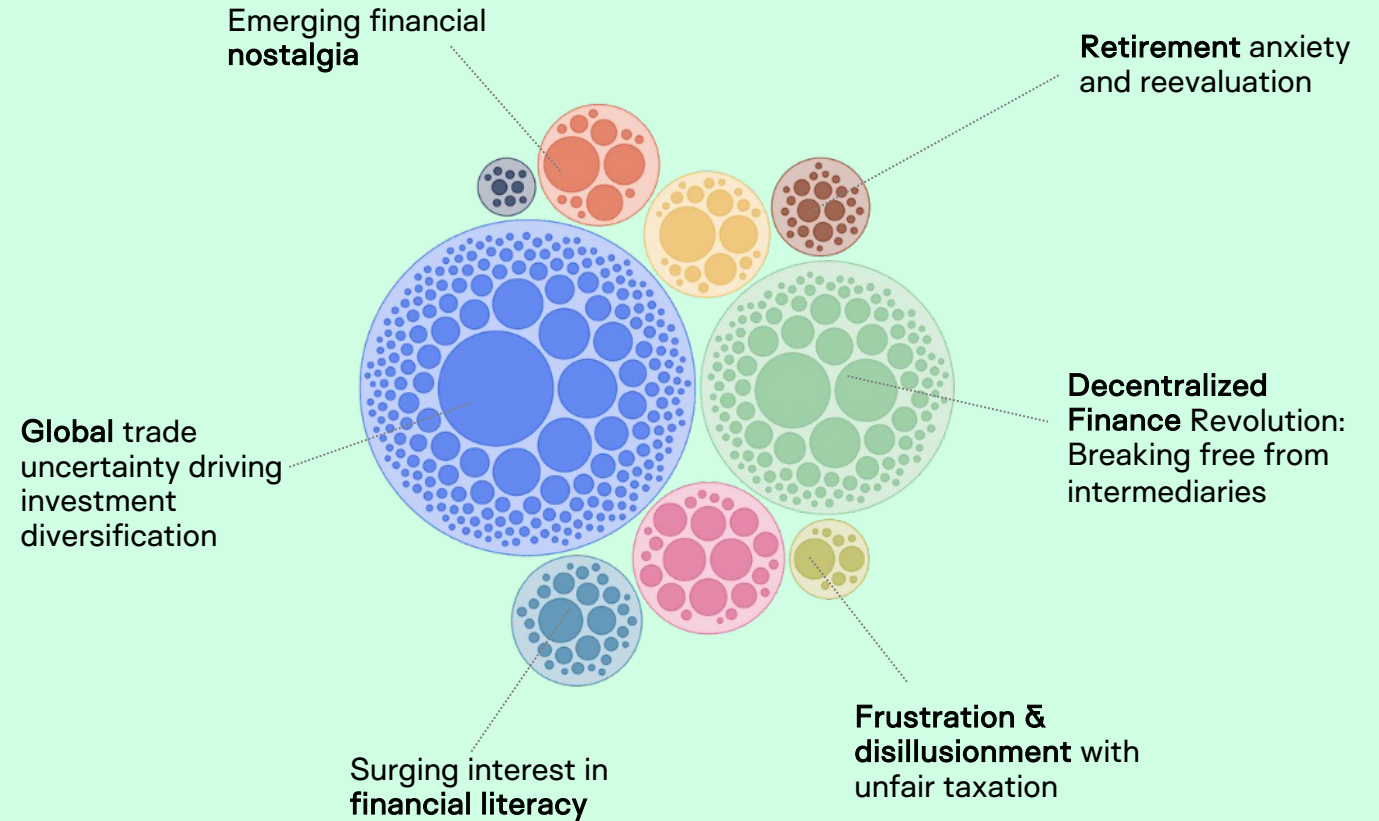 Emerging financial
nostalgia
Retirement anxiety
and reevaluation
Global trade
uncertainty driving
investment
diversification
Decentralized
Finance Revolution:
Breaking free from
intermediaries
Frustration &
disillusionment with
unfair taxation
Surging interest in
financial literacy